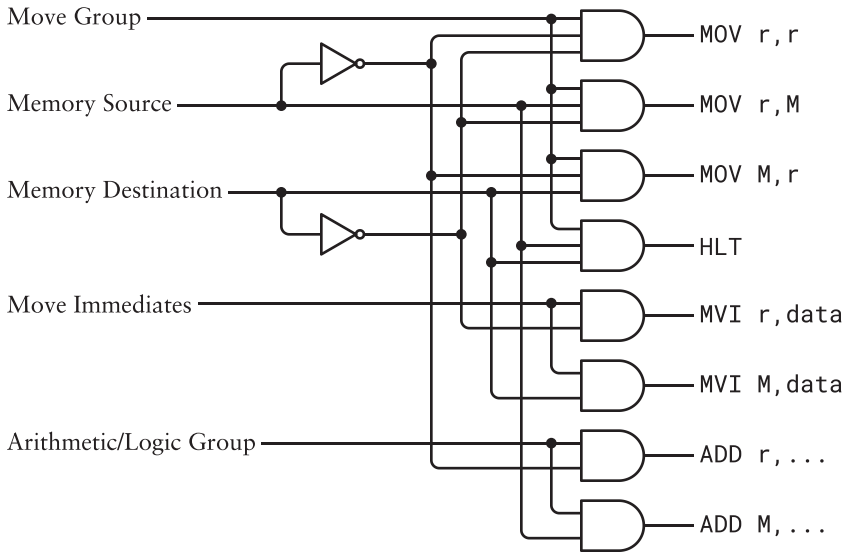 Move Group
MOV r,r
Memory Source
MOV r,M
MOV M,r
Memory Destination
HLT
Move Immediates
MVI r,data
MVI M,data
Arithmetic/Logic Group
ADD r,...
ADD M,...